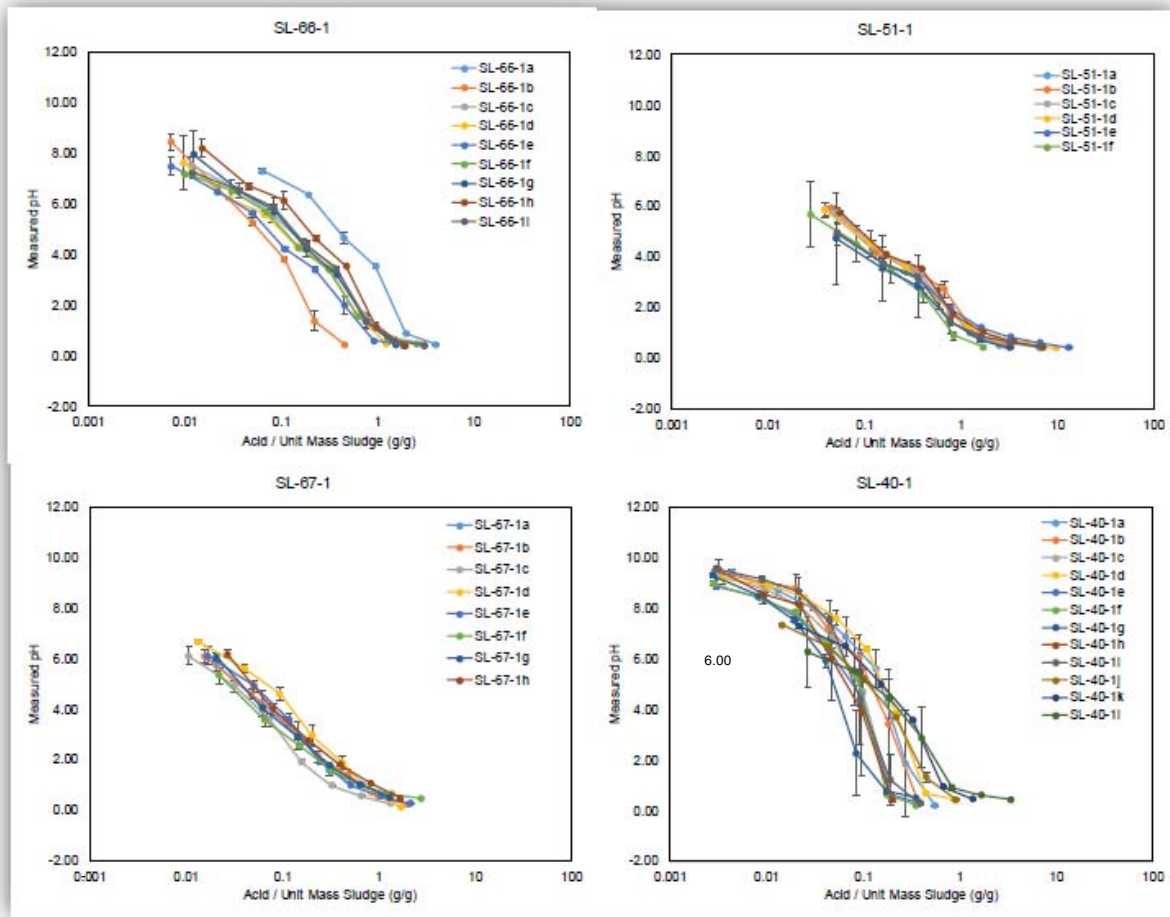 SL-66-1
12.00
10.00
8.00
6.00
4.00
2.00
0.00
-2.00
Measured pH
0.001
0.01
0.1
1
10
100
Acid / Unit Mass Sludge (g/g)
SL-66-1a
SL-66-1b
SL-66-1c
SL-66-1d
SL-66-1e
SL-66-1f
SL-66-1g
SL-66-1h
SL-66-1i
SL-51-1
12.00
10.00
8.00
6.00
4.00
2.00
0.00
-2.00
Measured pH
0.001
0.01
0.1
1
10
100
Acid / Unit Mass Sludge (g/g)
SL-51-1a
SL-51-1b
SL-51-1c
SL-51-1d
SL-51-1e
SL-51-1f
SL-67-1
12.00
10.00
8.00
6.00
4.00
2.00
0.00
-2.00
Measured pH
0-001
0.01
0.1
1
10
100
Acid / Unit Mass Sludge (g/g)
SL-67-1a
SL-67-1b
SL-67-1c
SL-67-1d
SL-67-1e
SL-67-1f
SL-67-1g
SL-67-1h
SL-40-1
12.00
10.00
8.00
6.00
4.00
2.00
0.00
-2.00
Measured pH
6.00
0.001
0.01
0.1
1
10
100
Acid / Unit Mass Sludge (g/g)
SL-40-1a
SL-40-1b
SL-40-1c
SL-40-1d
SL-40-1e
SL-40-1f
SL-40-1g
SL-40-1h
SL-40-1i
SL-40-1j
SL-40-1k
SL-40-1l